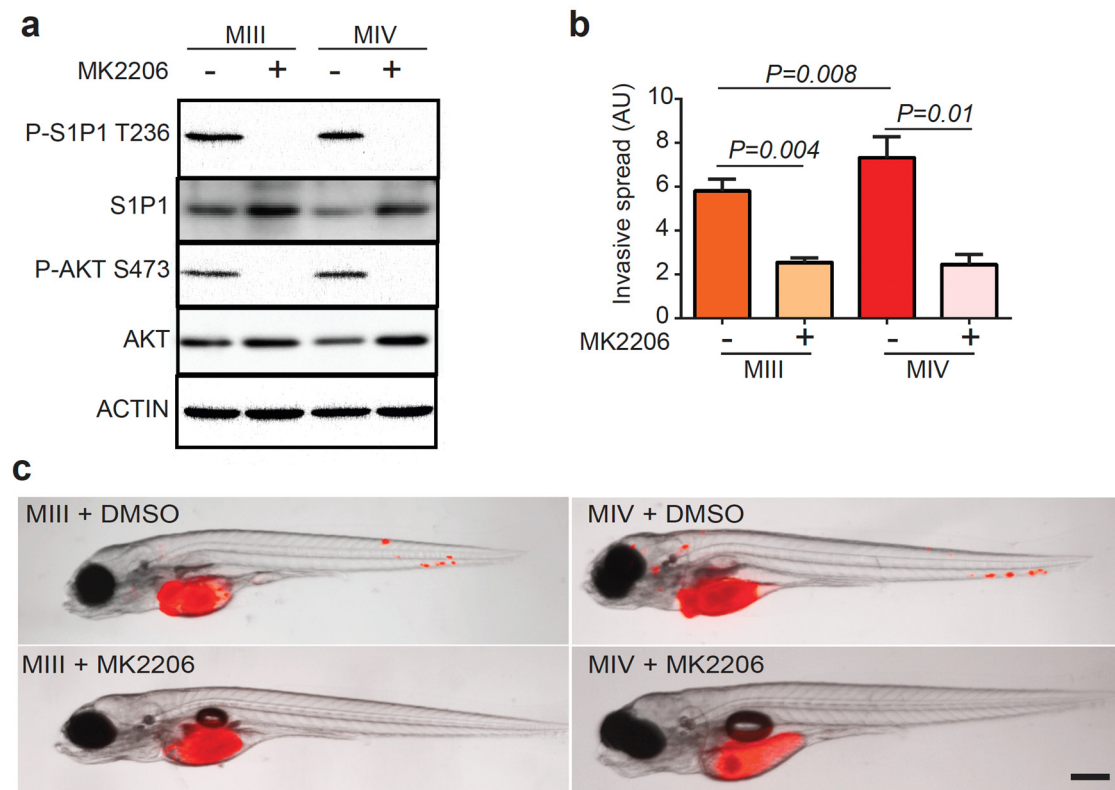 a
MIII MIV
MK2206 - + - +
P-S1P1 T236
S1P1
P-AKT S473
AKT
ACTIN
b
P=0.008
P=0.01
P=0.004
Invasive spread (AU)
10
8
6
4
2
0
MK2206 - + - +
MIII MIV
c
MIII + DMSO
MIV + DMSO
MIII + MK2206
MIV + MK2206